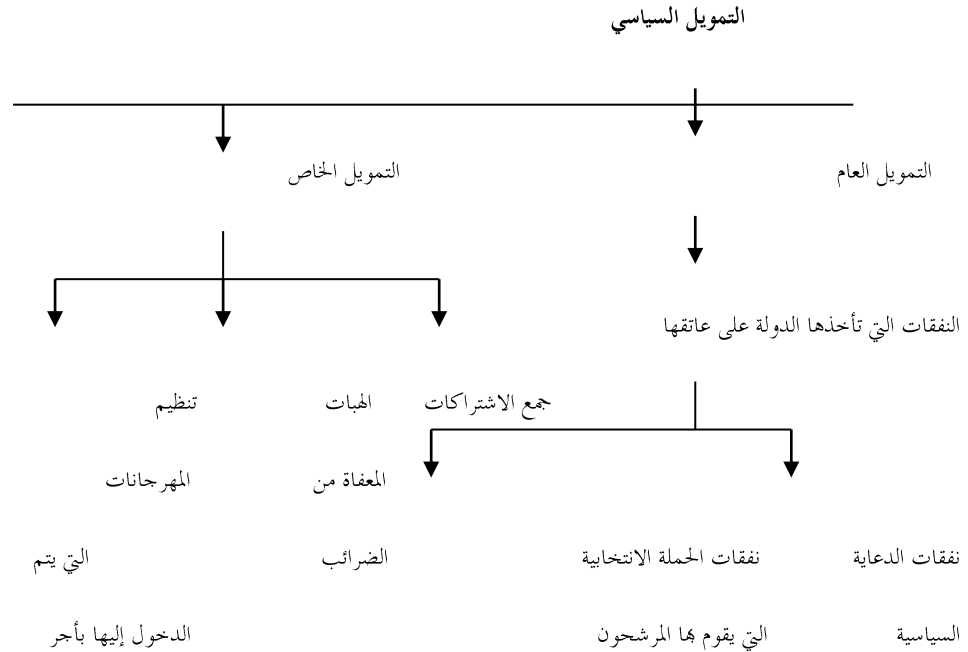 التمويل السياسي
التمويل العام
التمويل الخاص
النفقات التي تأخذها الدولة على عاتقها
جمع الاشتراكات
الهبات
تنظيم
المعفاة من
المهرجانات
نفقات الدعاية
نفقات الحملة الانتخابية
الضرائب
التي يتم
السياسية
التي يقوم بها المرشحون
الدخول إليها بأجر